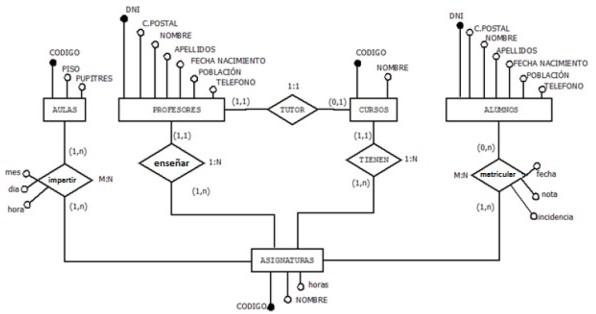 DNI
C.POSTAL
NOMBRE
APELLIDOS
FECHA NACIMIENTO
POBLACIÓN
TELEFONO
CODIGO
PISO
PUPITRES
AULAS
PROFESORES
(1,1)
1:1
TUTOR
(0,1)
CODIGO
NOMBRE
CURSOS
DNI
C.POSTAL
NOMBRE
APELLIDOS
FECHA NACIMIENTO
POBLACIÓN
TELEFONO
ALUMNOS
(1,n)
mes
dia
hora
impartir
M:N
(1,n)
(1,1)
enseñar
1:N
(1,n)
(1,1)
TIENEN
1:N
(1,n)
(0,n)
M:N
matricular
fecha
nota
incidencia
(1,n)
ASIGNATURAS
horas
NOMBRE
CODIGO